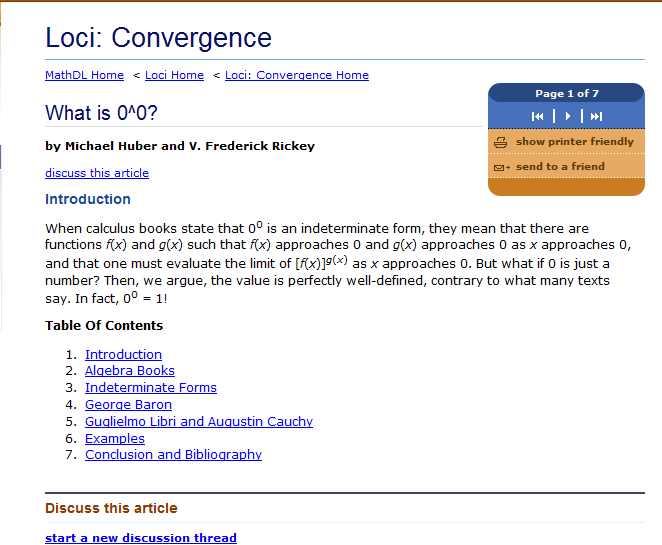 Loci: Convergence
MathDL Home < Loci Home < Loci: Convergence Home
Page 1 of 7
What is 0^0?
show printer friendly
by Michael Huber and V. Frederick Rickey
send to a friend
discuss this article
Introduction
When calculus books state that 0⁰ is an indeterminate form, they mean that there are
functions f(x) and g(x) such that f(x) approaches 0 and g(x) approaches 0 as x approaches 0,
and that one must evaluate the limit of [f(x)]^g(x) as x approaches 0. But what if 0 is just a
number? Then, we argue, the value is perfectly well-defined, contrary to what many texts
say. In fact, 0⁰ = 1!
Table Of Contents
1. Introduction
2. Algebra Books
3. Indeterminate Forms
4. George Baron
5. Guglielmo Libri and Augustin Cauchy
6. Examples
7. Conclusion and Bibliography
Discuss this article
start a new discussion thread